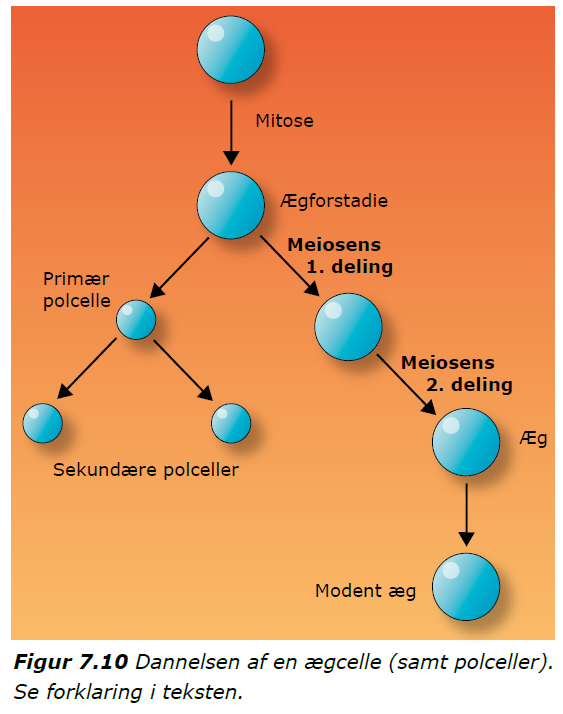 Mitose
Ægforstadie
Meiosens
1. deling
Primær
polcelle
Meiosens
2. deling
Æg
Sekundære polceller
Modent æg
Figur 7.10 Dannelsen af en ægcelle (samt polceller).
Se forklaring i teksten.